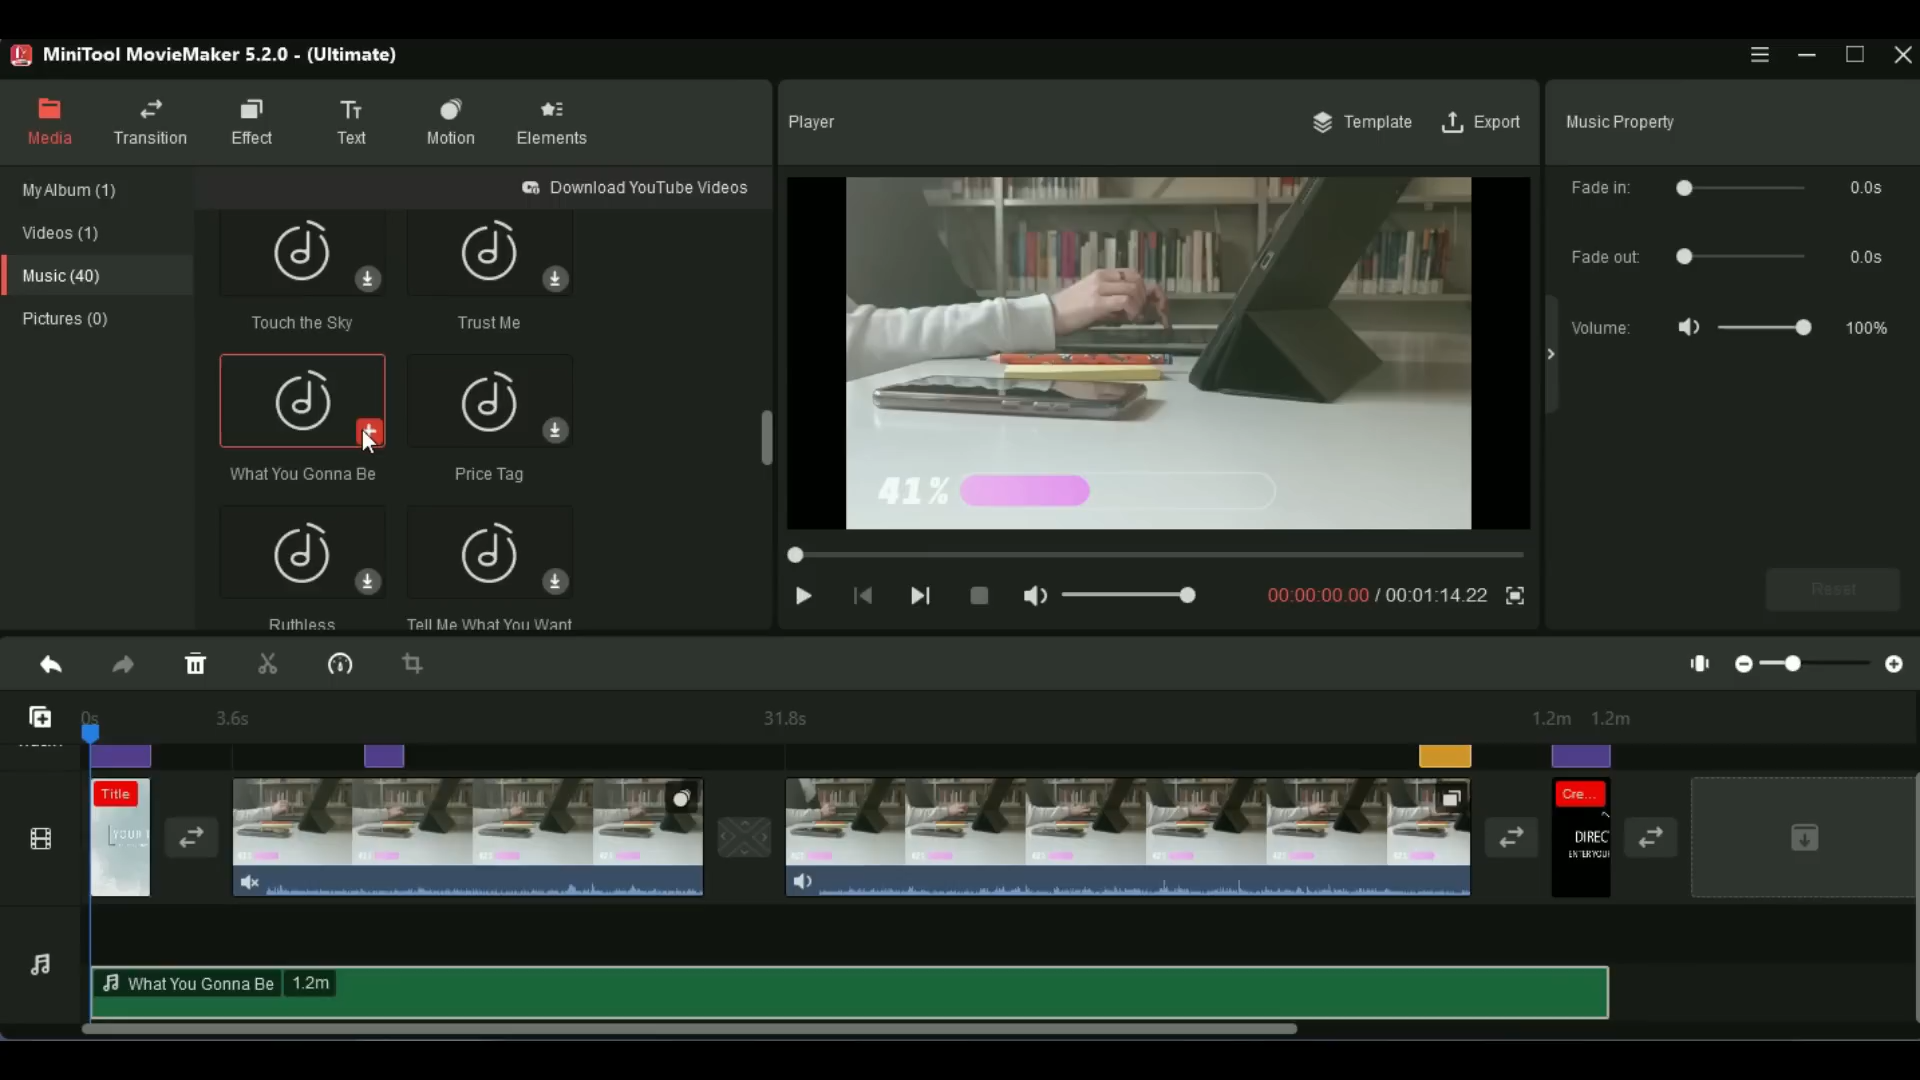 MiniTool MovieMaker 5.2.0 - (Ultimate)
Media
Transition
Effect
Text
Motion
Elements
Player
Template
Export
Music Property
My Album (1)
Videos (1)
Music (40)
Pictures (0)
Download YouTube Videos
Touch the Sky
Trust Me
What You Gonna Be
Price Tag
Ruthless
Tell Me What You Want
41%
Fade in:
0.0s
Fade out:
0.0s
Volume:
100%
Reset
00:00:00.00 / 00:01:14.22
0s
3.6s
31.8s
1.2m
1.2m
Title
YOUR T
Cre...
DIREC
ENTER YOUR
What You Gonna Be
1.2m